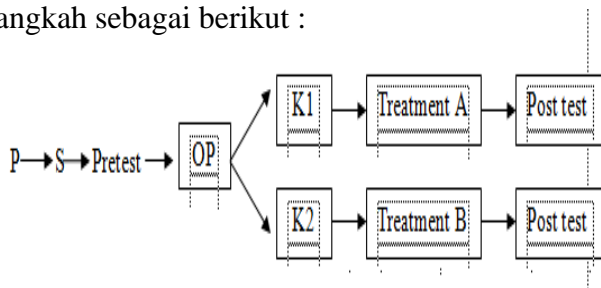 angkah sebagai berikut :
K1 Treatment A Post test
P S Pretest OP
K2 Treatment B Post test